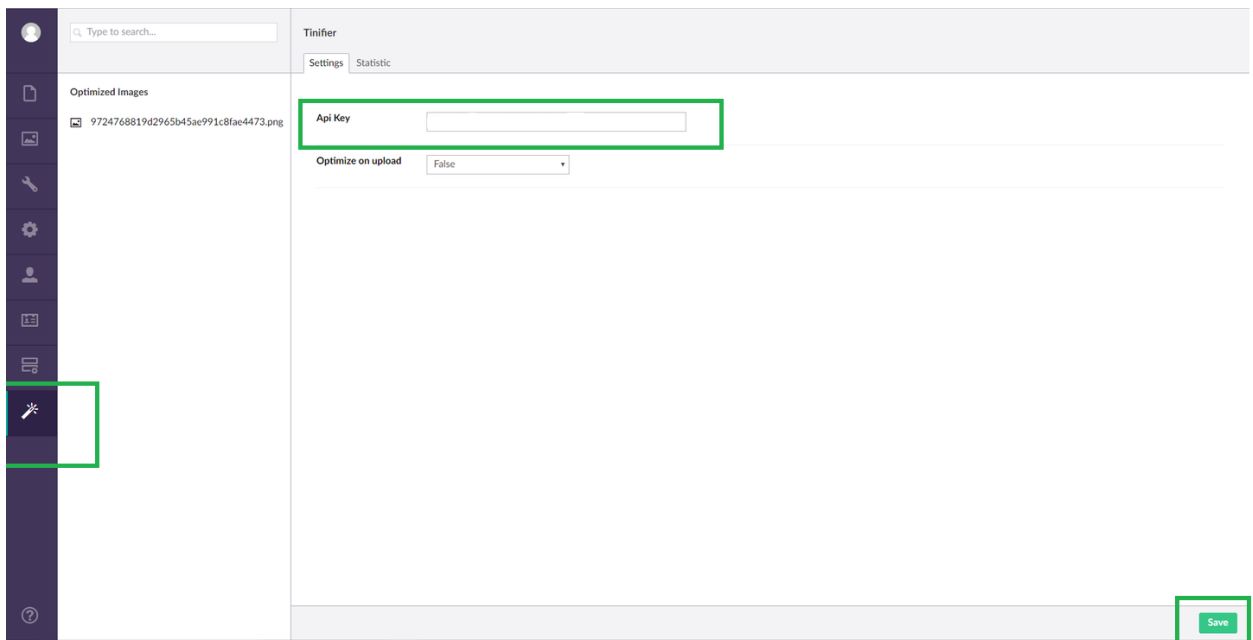 Type to search...
Optimized Images
9724768819d2965b45ae991c8fae4473.png
Tinifier
Settings Statistic
Api Key
Optimize on upload False
Save